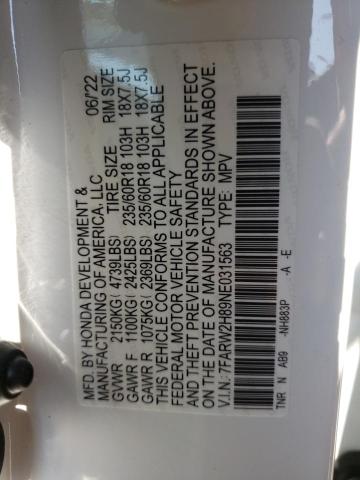 MFD. BY HONDA DEVELOPMENT & 06/'22
MANUFACTURING OF AMERICA, LLC
GVWR 2150KG( 4739LBS) TIRE SIZE RIM SIZE
GAWR F 1100KG( 2425LBS) 235/60R18 103H 18X7.5J
GAWR R 1075KG( 2369LBS) 235/60R18 103H 18X7.5J
THIS VEHICLE CONFORMS TO ALL APPLICABLE
FEDERAL MOTOR VEHICLE SAFETY
AND THEFT PREVENTION STANDARDS IN EFFECT
ON THE DATE OF MANUFACTURE SHOWN ABOVE.
V.I.N.: 7FARW2H89NE031563 TYPE: MPV
TNR N AB9 -NH883P -A -E